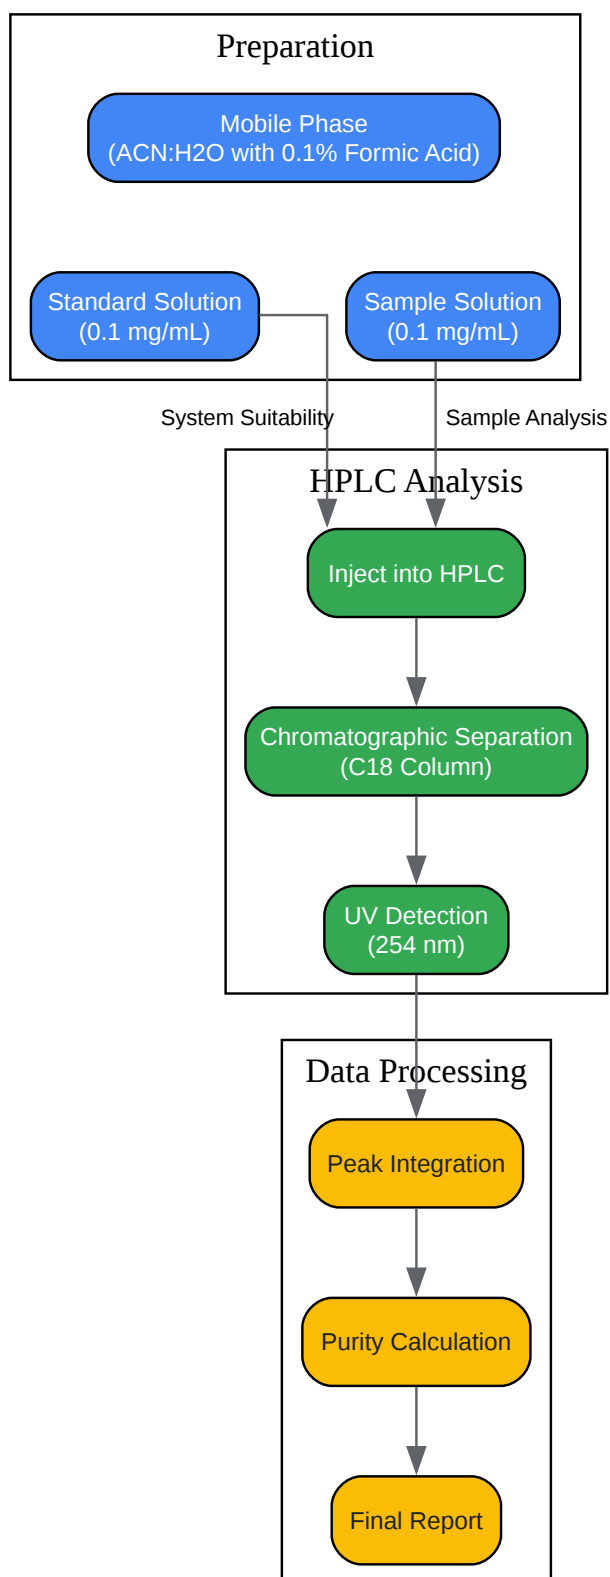 Preparation
Mobile Phase
(ACN:H2O with 0.1% Formic Acid)
Standard Solution
(0.1 mg/mL)
Sample Solution
(0.1 mg/mL)
System Suitability
Sample Analysis
HPLC Analysis
Inject into HPLC
Chromatographic Separation
(C18 Column)
UV Detection
(254 nm)
Data Processing
Peak Integration
Purity Calculation
Final Report